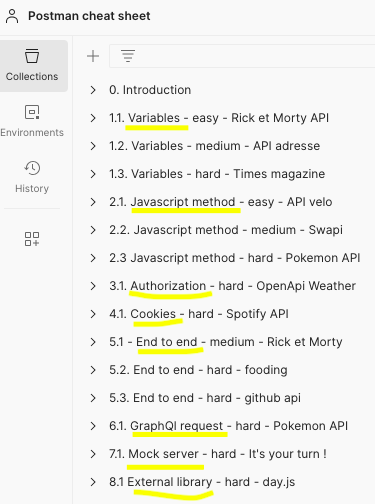 Postman cheat sheet
Collections
Environments
History
0. Introduction
1.1. Variables - easy - Rick et Morty API
1.2. Variables - medium - API adresse
1.3. Variables - hard - Times magazine
2.1. Javascript method - easy - API velo
2.2. Javascript method - medium - Swapi
2.3 Javascript method - hard - Pokemon API
3.1. Authorization - hard - OpenApi Weather
4.1. Cookies - hard - Spotify API
5.1 - End to end - medium - Rick et Morty
5.2. End to end - hard - fooding
5.3. End to end - hard - github api
6.1. GraphQl request - hard - Pokemon API
7.1. Mock server - hard - It's your turn !
8.1 External library - hard - day.js